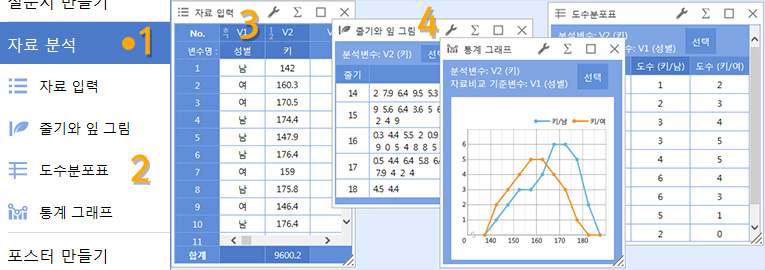 설문지 만들기
자료 분석
1
자료 입력
줄기와 잎 그림
도수분포표
2
통계 그래프
포스터 만들기
자료 입력
3
No. V1 V2
변수명 : 성별 키
1 남 142
2 여 160.3
3 여 170.5
4 남 174.4
5 남 147.9
6 남 176.4
7 여 159
8 남 175.8
9 여 146.4
10 남 176.4
11
합계 9600.2
줄기와 잎 그림
4
분석변수: V2 (키)
선택
줄기
14 2 7.9 6.4 9.5 5.3
15 9 5.6 6.4 3.6 5
2 4 9
16 0.3 4.4 5.5 2 0.9
9 0 5 4 8 8 5
17 0.5 4.4 6.4 5.8 6.
7.9 4 2 4
18 4.5 4.4
통계 그래프
분석변수: V2 (키)
자료비교 기준변수: V1 (성별)
선택
키/남 키/여
6
5
4
3
2
1
0
140 150 160 170 180
도수분포표
V1 (성별)
선택
도수 (키/남) 도수 (키/여)
1 2
2 3
3 4
3 5
4 5
6 4
6 3
5 1
2 0